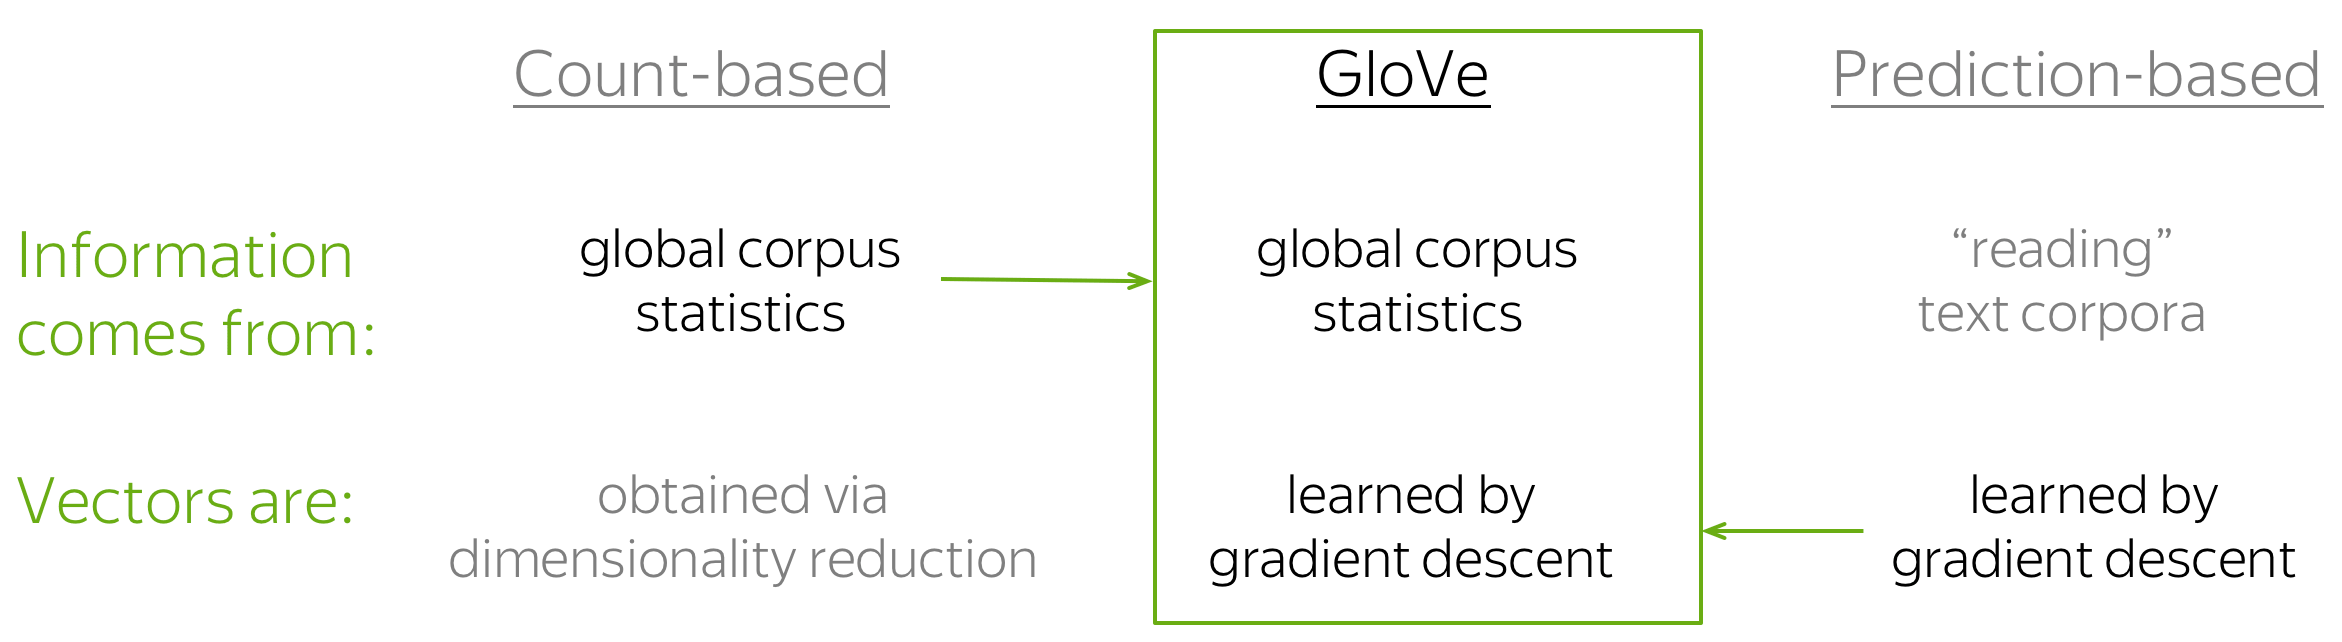 Count-based
GloVe
Prediction-based
Information
comes from:
global corpus
statistics
global corpus
statistics
“reading”
text corpora
Vectors are:
obtained via
dimensionality reduction
learned by
gradient descent
learned by
gradient descent